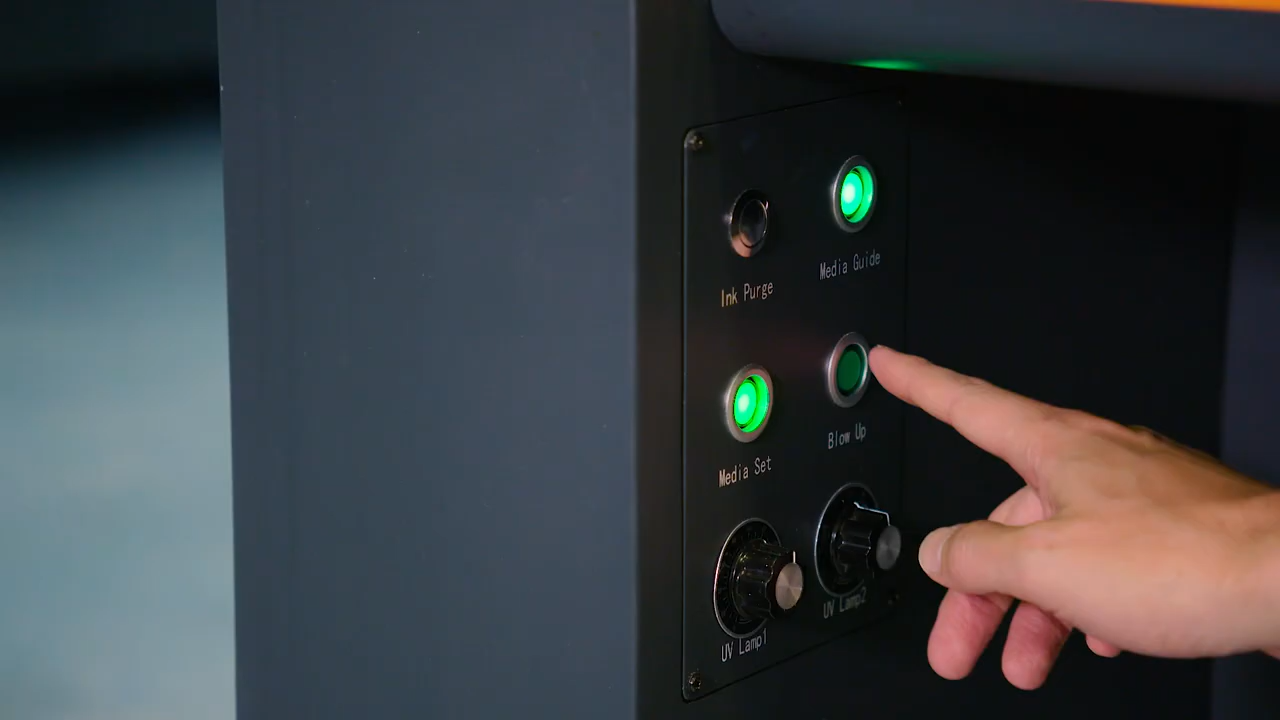 Ink Purge
Media Guide
Media Set
Blow Up
UV Lamp1
UV Lamp2